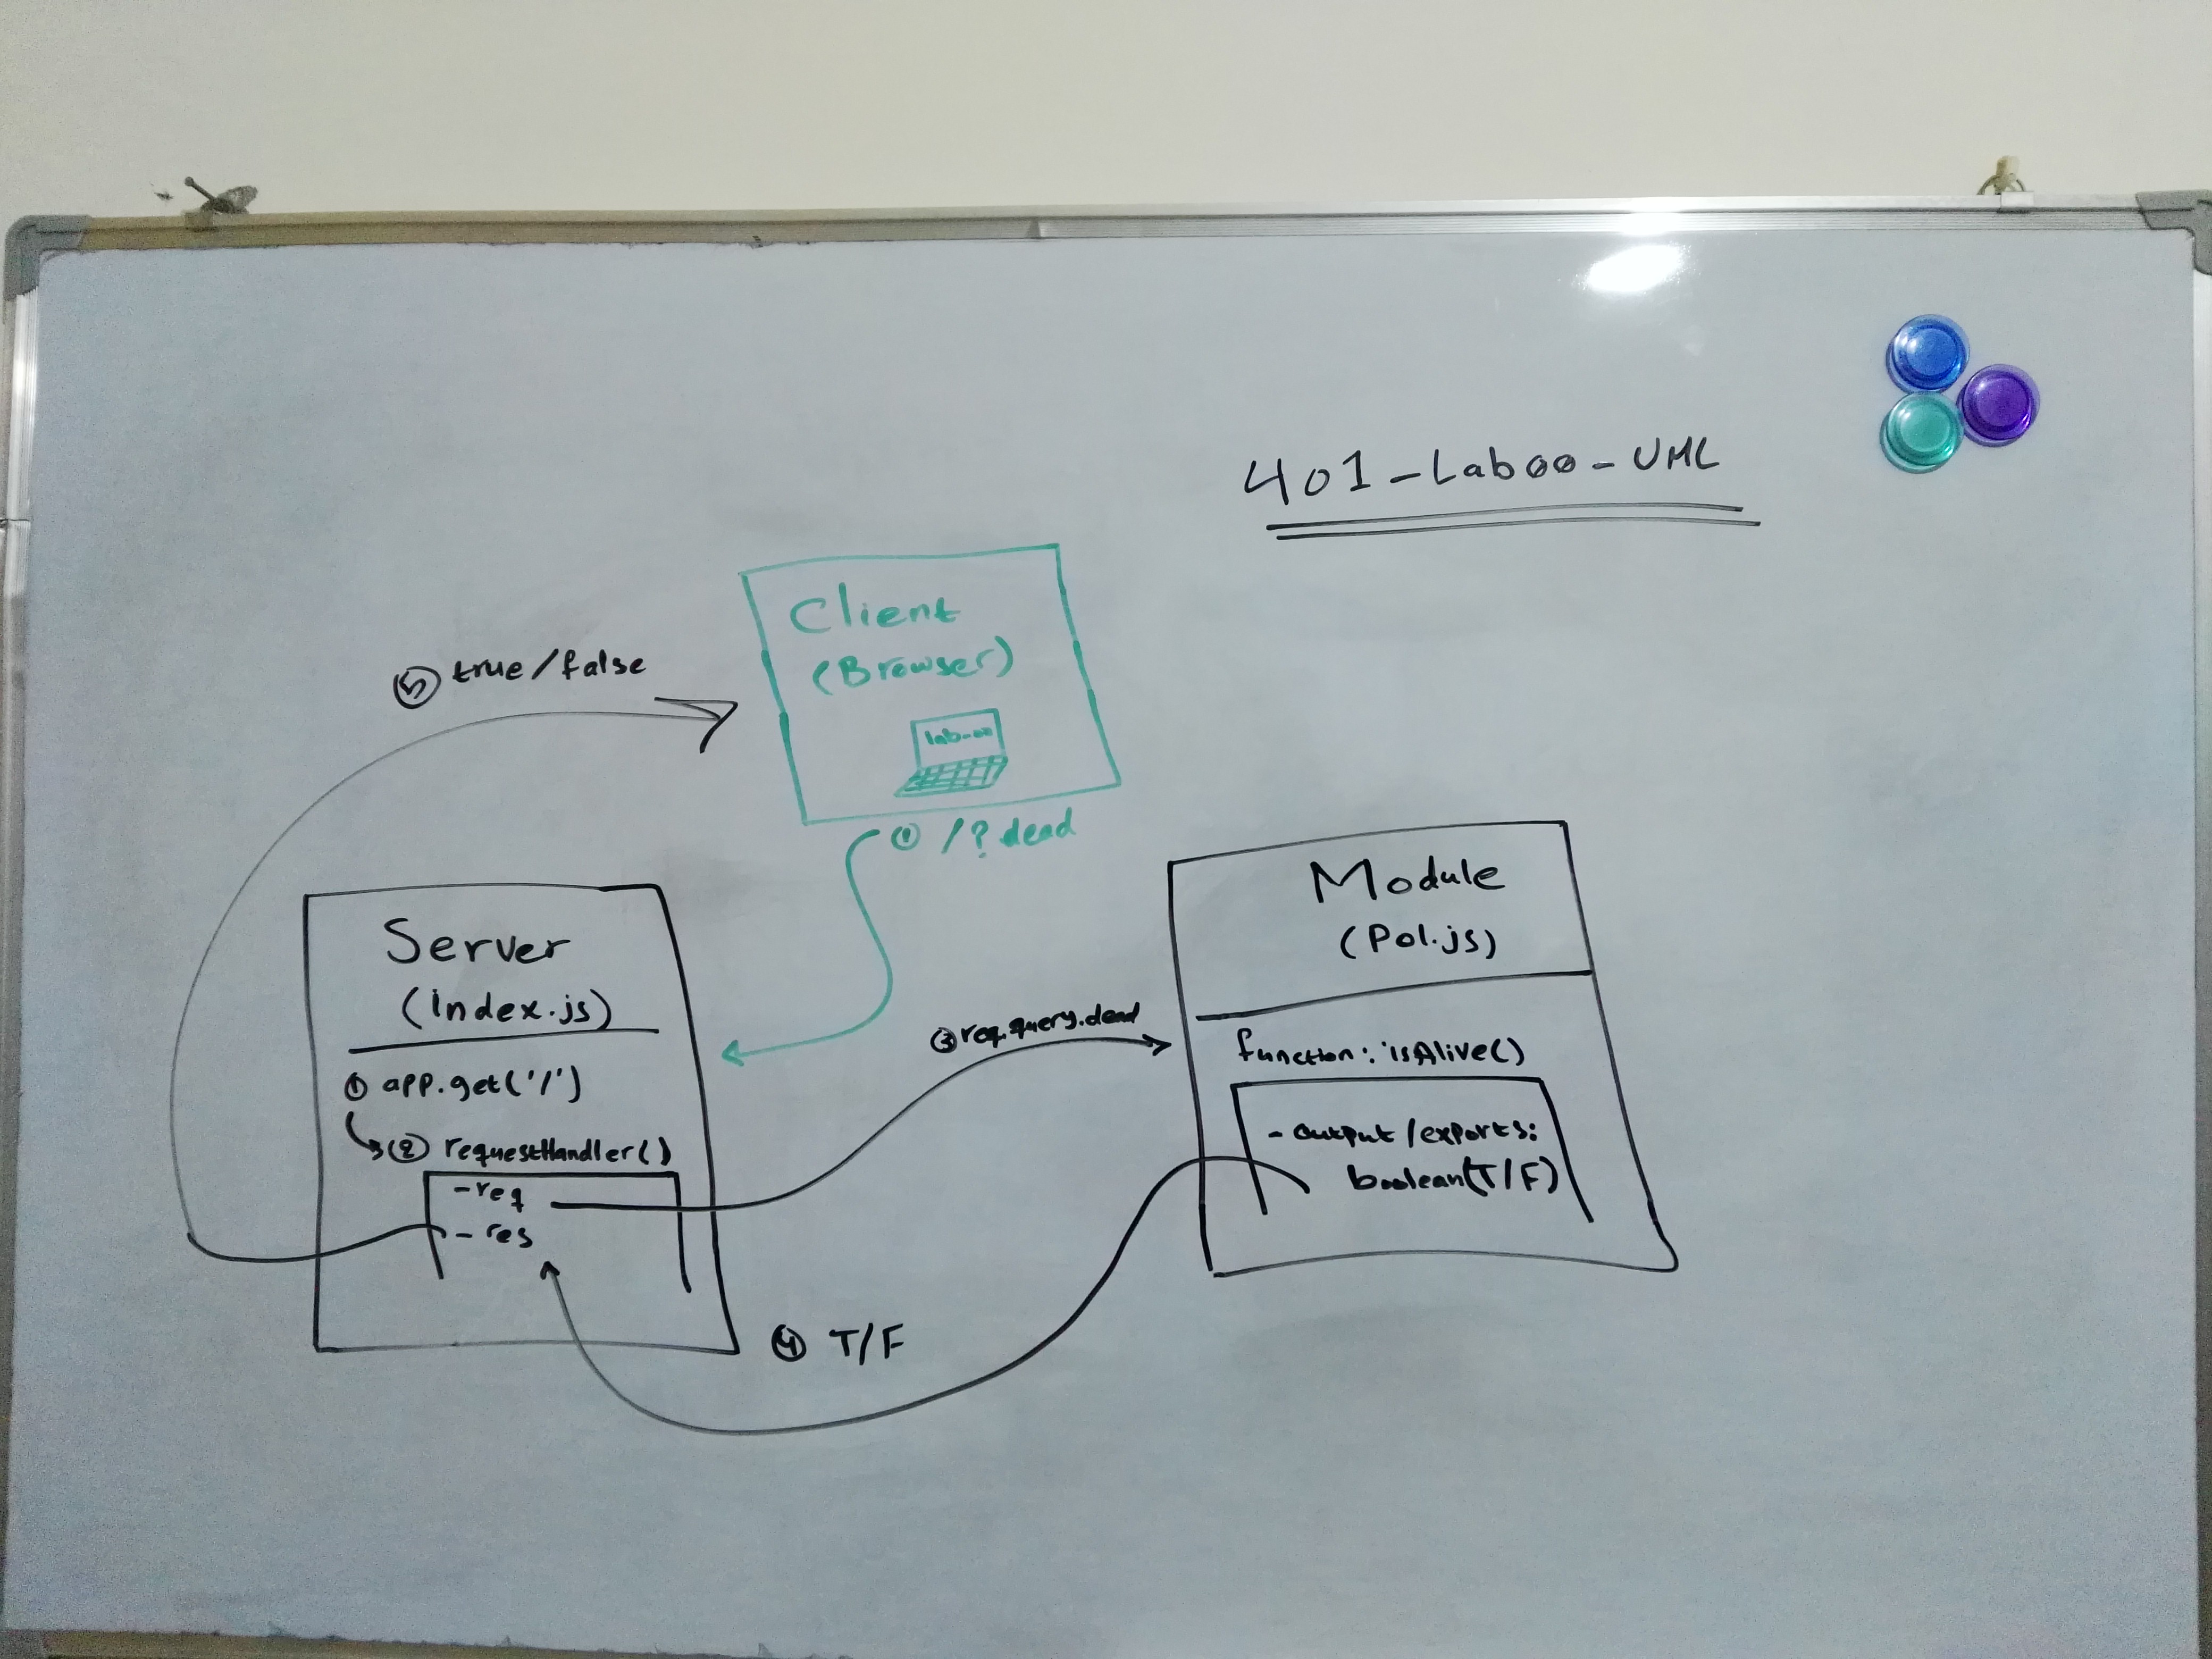 401-Lab00-UML
Client
(Browser)
lab-00
① /?dead
⑤ true/false
Server
(index.js)
① app.get('/')
② requestHandler()
- req
- res
③ req.query.dead
Module
(Pol.js)
function: isAlive()
- output/exports:
boolean(T/F)
④ T/F